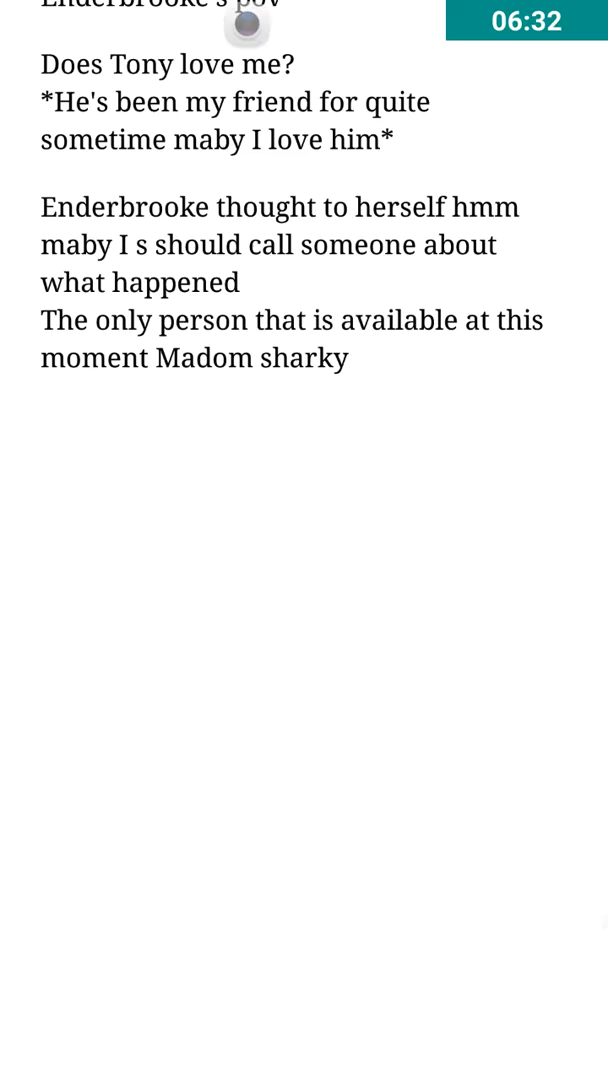 Enderbrooke's pov
06:32
Does Tony love me?
*He's been my friend for quite
sometime maby I love him*
Enderbrooke thought to herself hmm
maby I s should call someone about
what happened
The only person that is available at this
moment Madom sharky